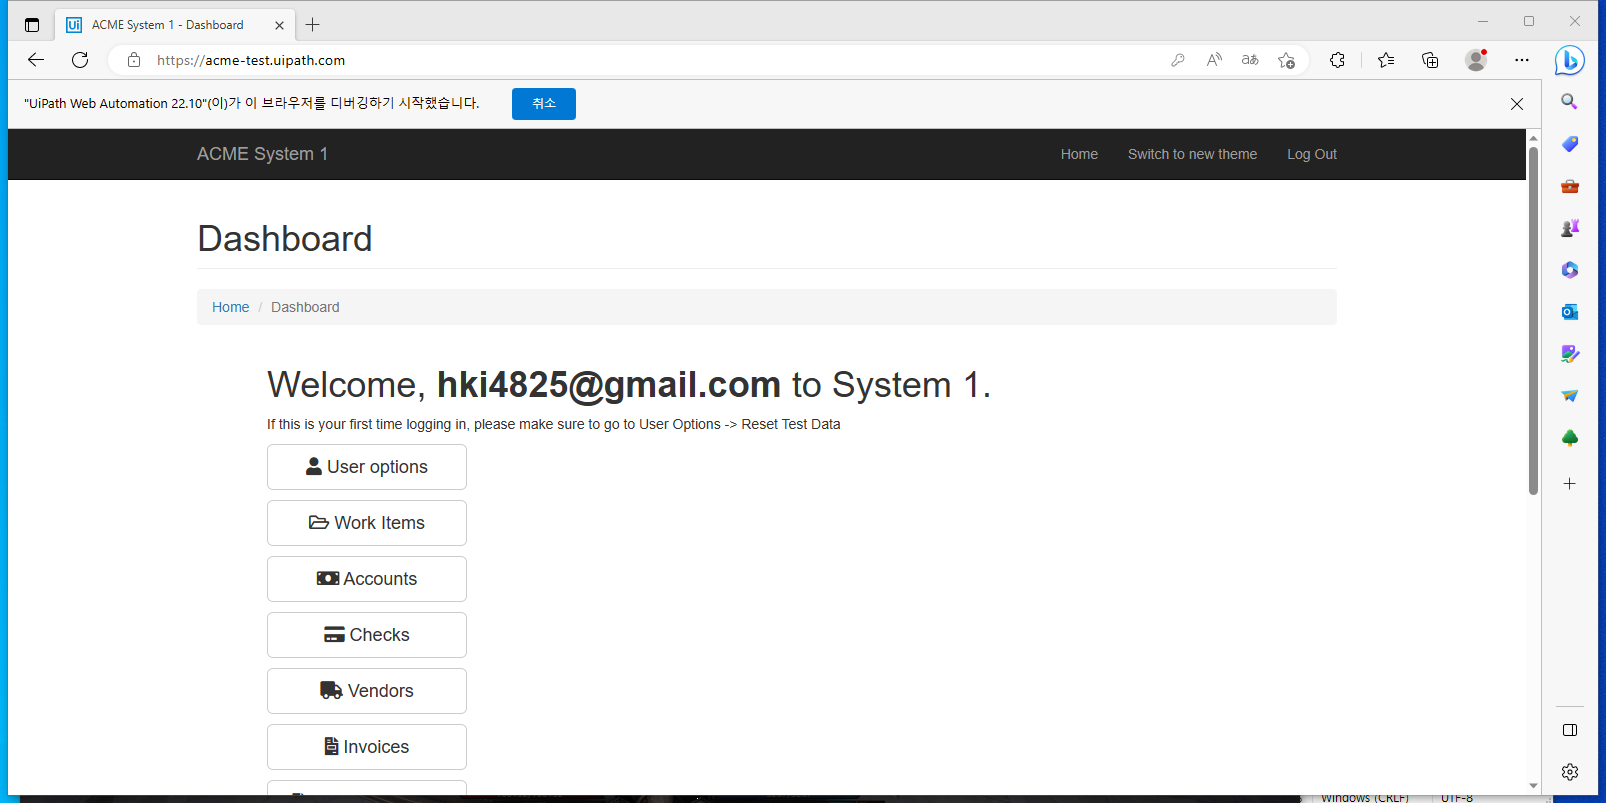 ACME System 1 - Dashboard
https://acme-test.uipath.com
"UiPath Web Automation 22.10"(이)가 이 브라우저를 디버깅하기 시작했습니다. 취소
ACME System 1 Home Switch to new theme Log Out
Dashboard
Home / Dashboard
Welcome, hki4825@gmail.com to System 1.
If this is your first time logging in, please make sure to go to User Options -> Reset Test Data
User options
Work Items
Accounts
Checks
Vendors
Invoices
Windows (CRLF) UTF-8